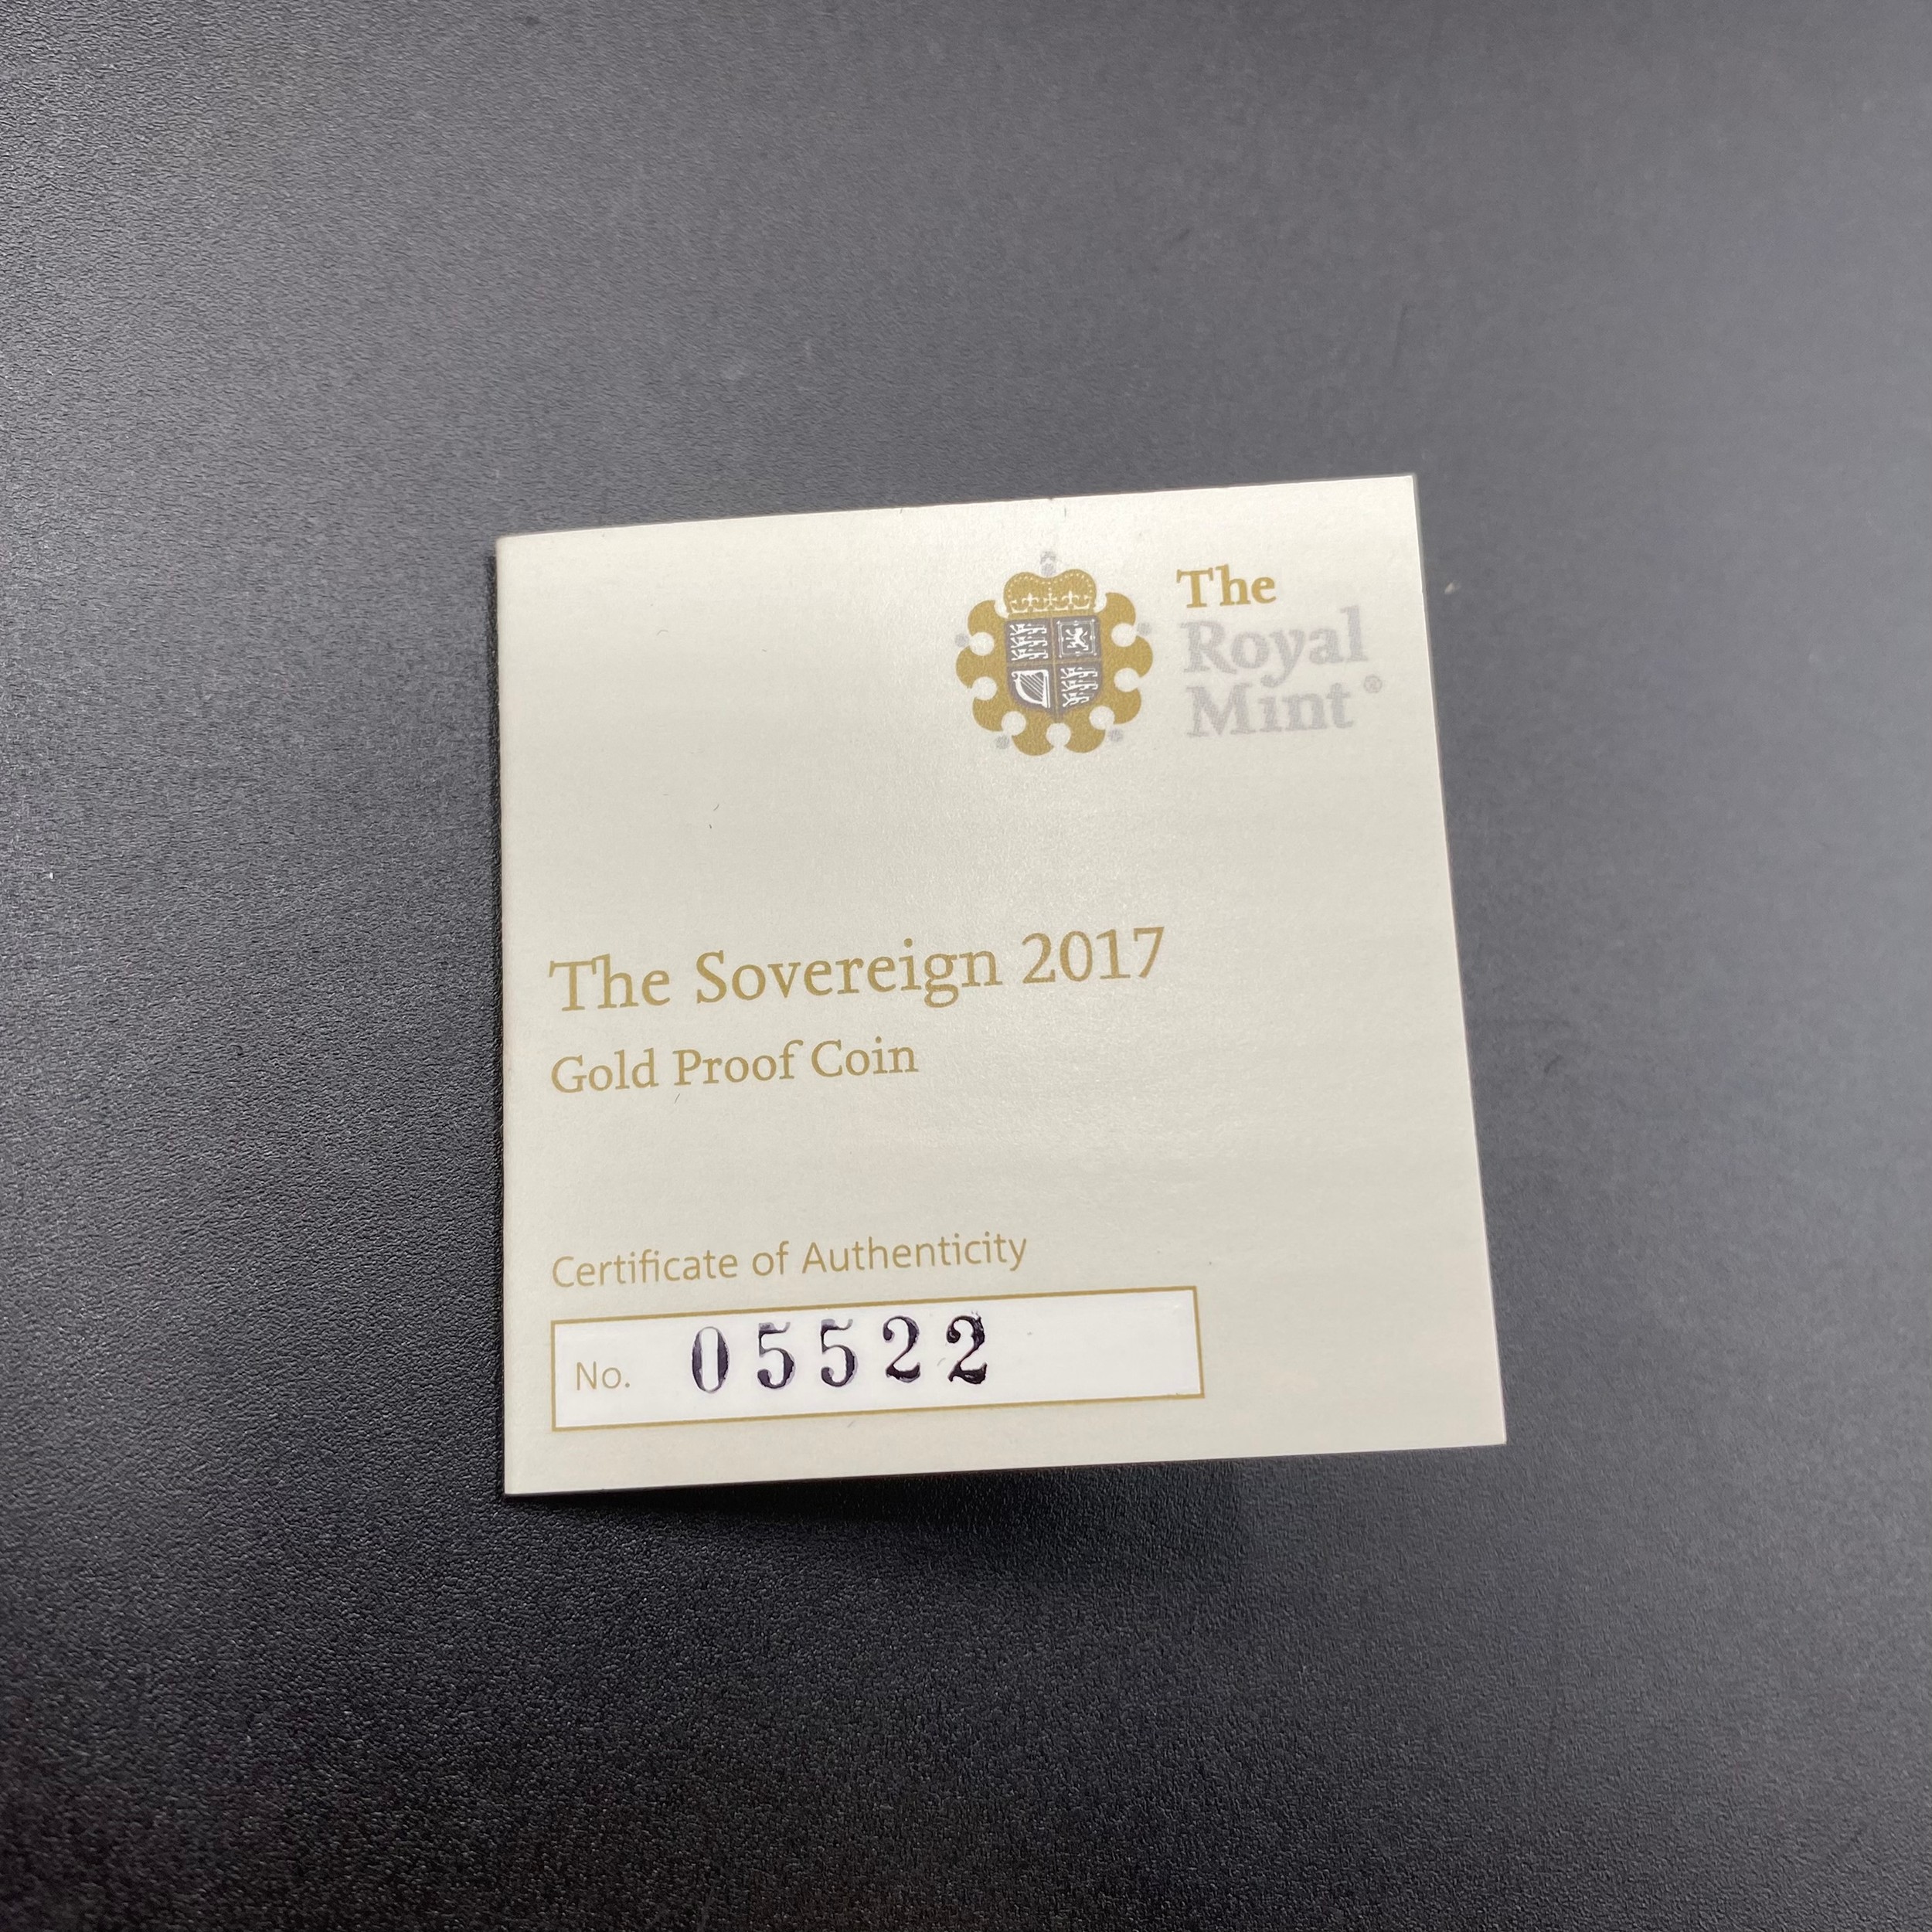 The
Royal
Mint®
The Sovereign 2017
Gold Proof Coin
Certificate of Authenticity
No. 05522